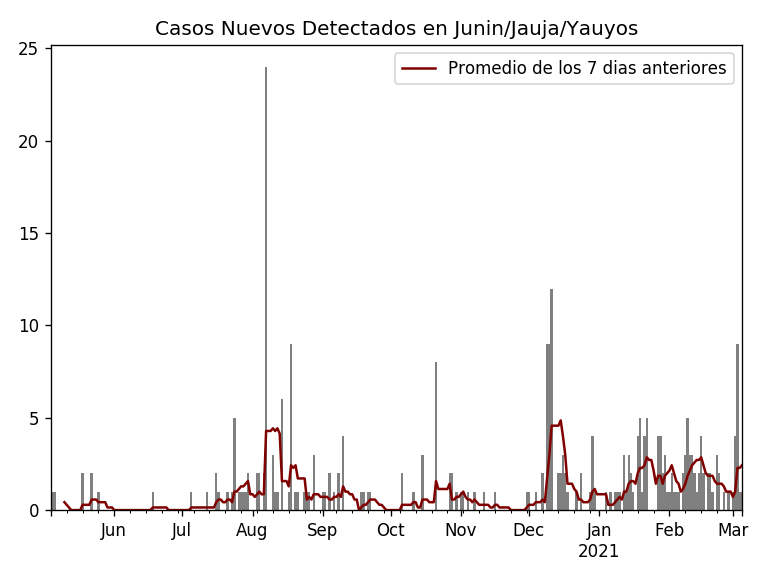 Casos Nuevos Detectados en Junin/Jauja/Yauyos
Promedio de los 7 dias anteriores
25
20
15
10
5
0
Jun Jul Aug Sep Oct Nov Dec Jan Feb Mar
2021